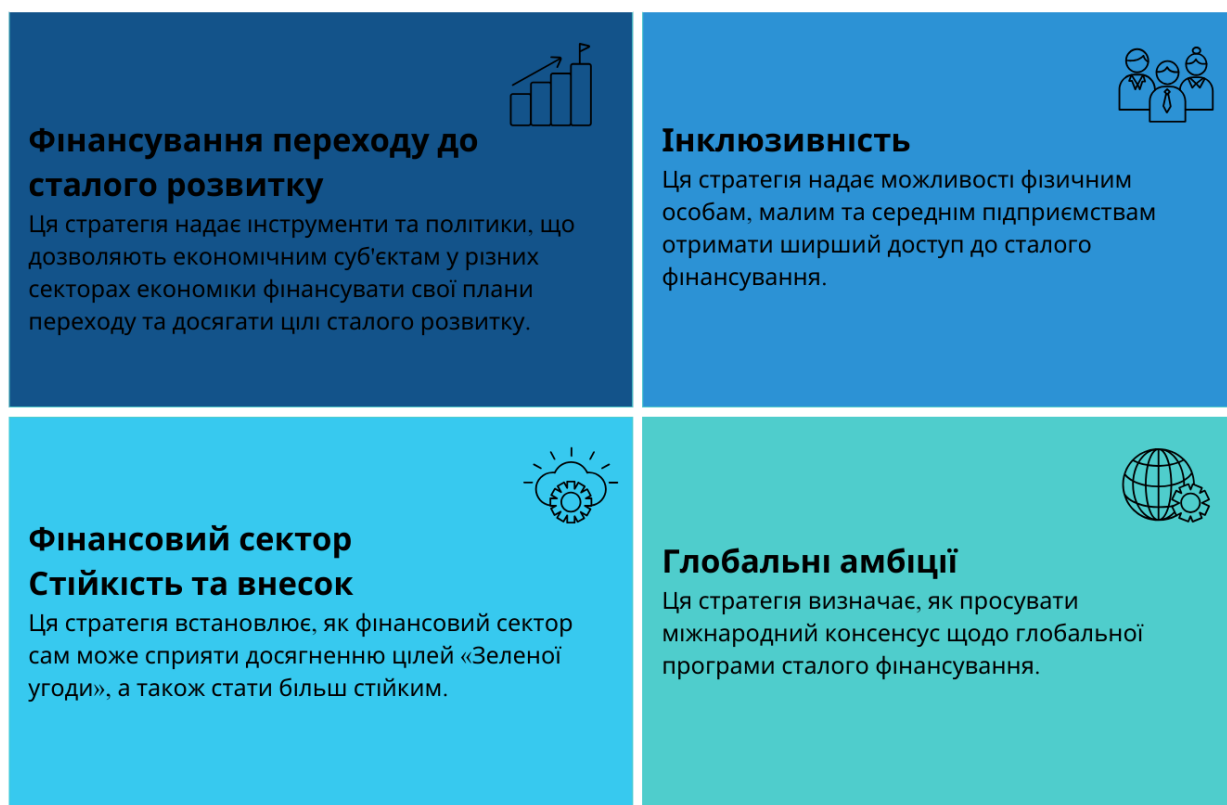 Фінансування переходу до
сталого розвитку
Ця стратегія надає інструменти та політики, що
дозволяють економічним суб'єктам у різних
секторах економіки фінансувати свої плани
переходу та досягати цілі сталого розвитку.
Інклюзивність
Ця стратегія надає можливості фізичним
особам, малим та середнім підприємствам
отримати ширший доступ до сталого
фінансування.
Фінансовий сектор
Стійкість та внесок
Ця стратегія встановлює, як фінансовий сектор
сам може сприяти досягненню цілей «Зеленої
угоди», а також стати більш стійким.
Глобальні амбіції
Ця стратегія визначає, як просувати
міжнародний консенсус щодо глобальної
програми сталого фінансування.